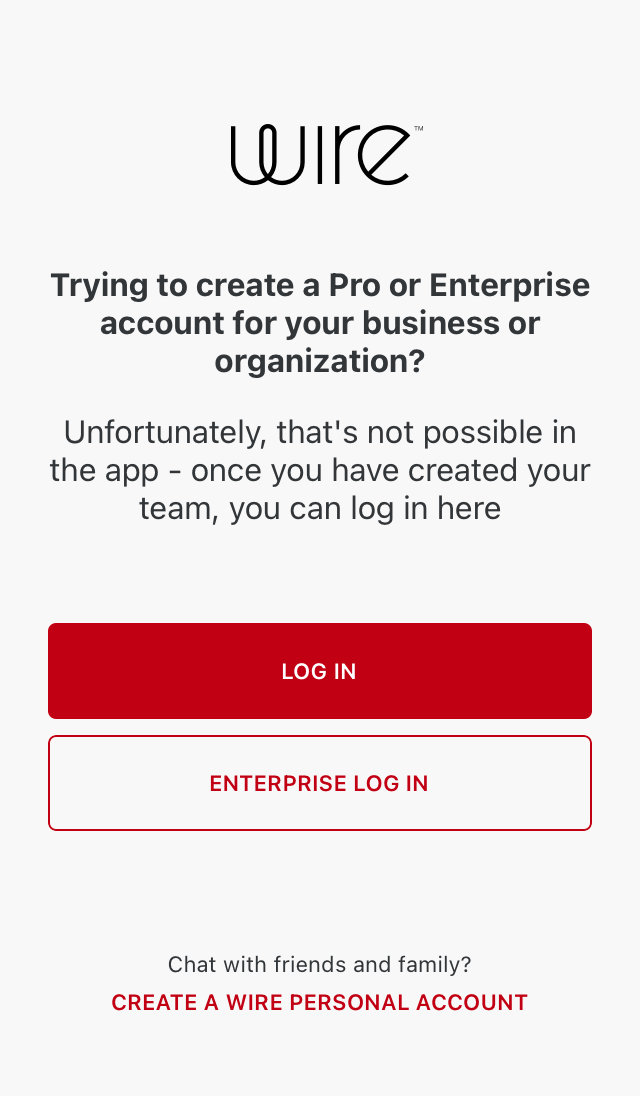 wire™
Trying to create a Pro or Enterprise
account for your business or
organization?
Unfortunately, that's not possible in
the app - once you have created your
team, you can log in here
LOG IN
ENTERPRISE LOG IN
Chat with friends and family?
CREATE A WIRE PERSONAL ACCOUNT